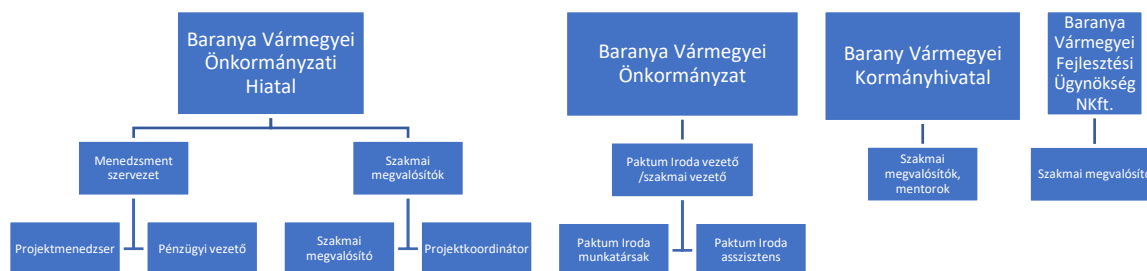 Baranya Vármegyei
Önkormányzati
Hiatal
Menedzsment
szervezet
Projektmenedzser
Pénzügyi vezető
Szakmai
megvalósítók
Szakmai
megvalósító
Projektkoordinátor
Baranya Vármegyei
Önkormányzat
Paktum Iroda vezető
/szakmai vezető
Paktum Iroda
munkatársak
Paktum Iroda
asszisztens
Barany Vármegyei
Kormányhivatal
Szakmai
megvalósítók,
mentorok
Baranya
Vármegyei
Fejlesztési
Ügynökség
NKft.
Szakmai megvalósító